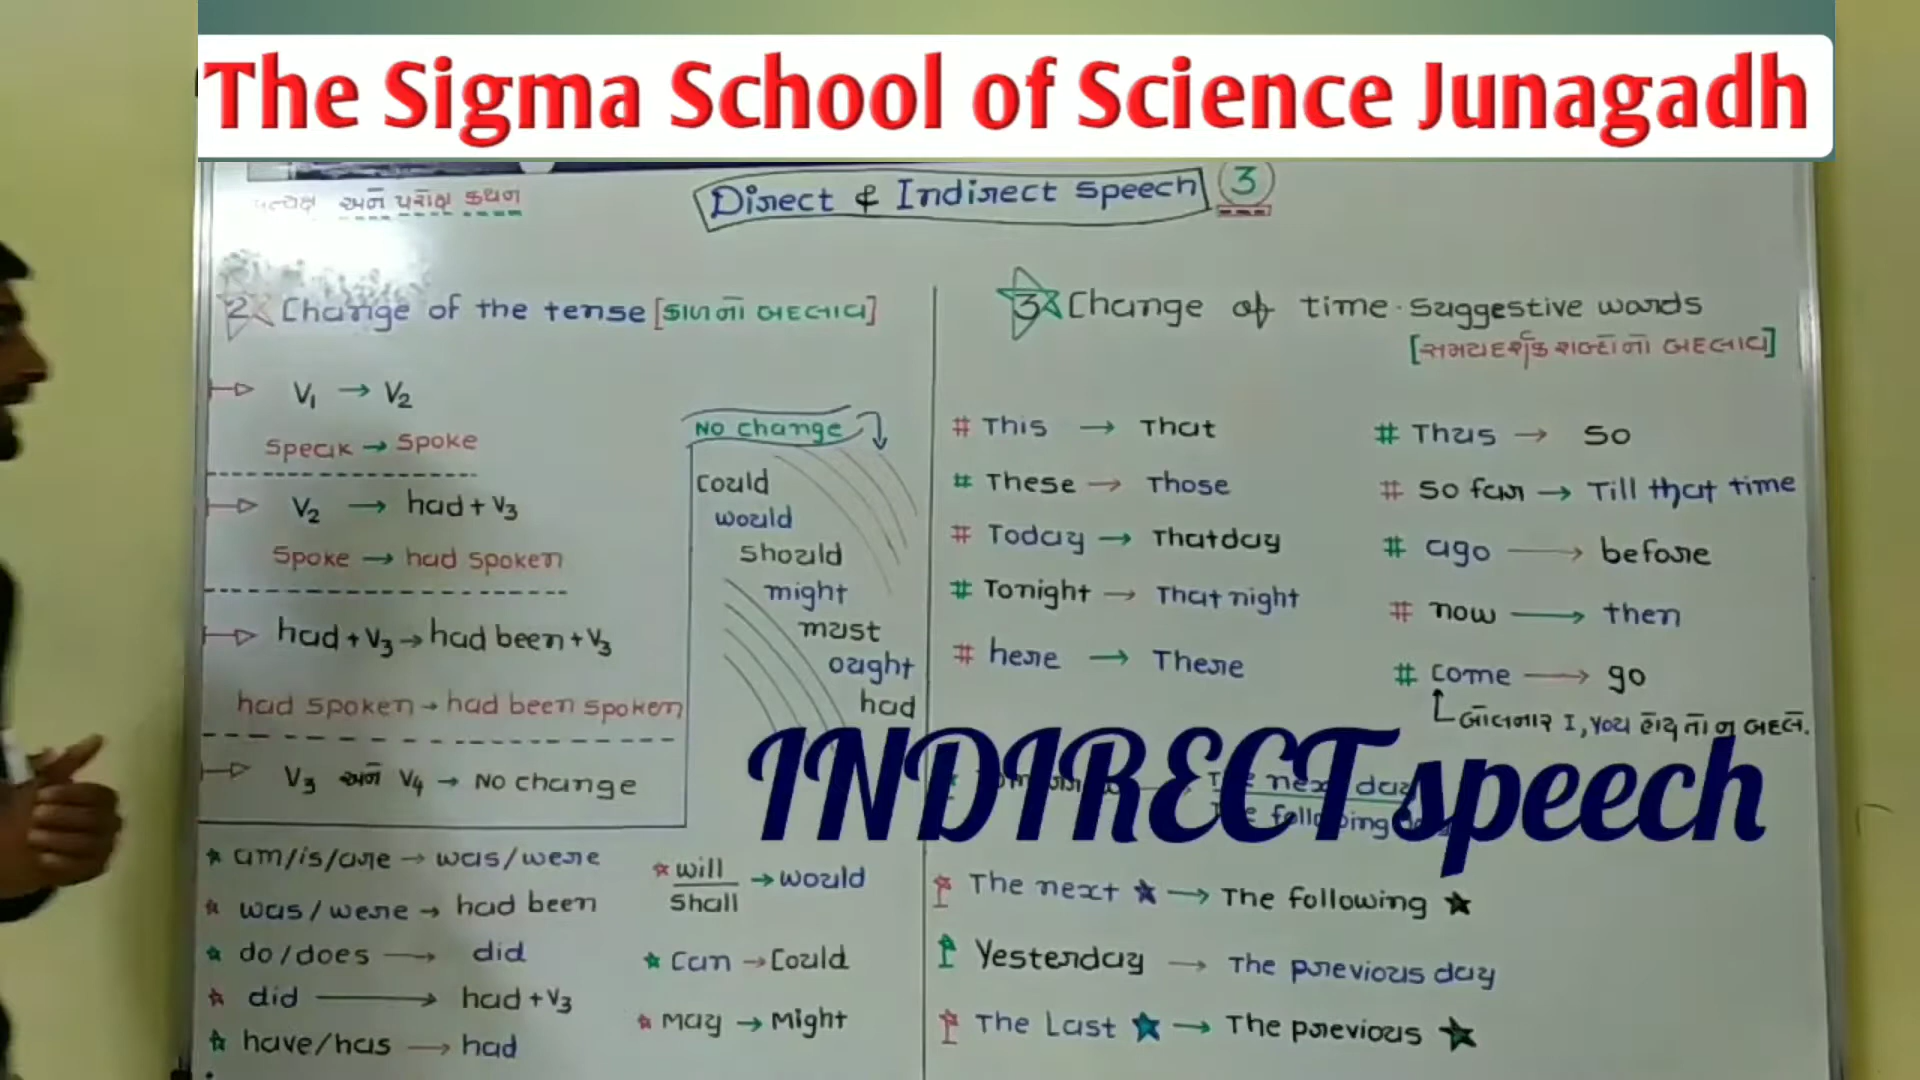 The Sigma School of Science Junagadh
પ્રત્યક્ષ અને પરોક્ષ કથન
Direct & Indirect speech 3
2 Change of the tense [કાળનો બદલાવ]
V1 → V2
Speak → Spoke
V2 → had + V3
Spoke → had spoken
had + V3 → had been + V3
had spoken → had been spoken
V3 અને V4 → No change
No change
Could
would
should
might
must
ought
had
am/is/are → was/were
was/were → had been
do/does → did
did → had + V3
have/has → had
will
shall → would
Can → Could
May → Might
3 Change of time suggestive words
[સમયદર્શક શબ્દોનો બદલાવ]
# This → That
# These → Those
# Today → Thatday
# Tonight → That night
# here → There
# Thus → So
# So far → Till that time
# ago → before
# now → then
# come → go
બોલનાર I, You હોય તો ન બદલે.
The next day
The following
INDIRECT speech
The next ★ → The following ★
Yesterday → The previous day
The Last ★ → The previous ★